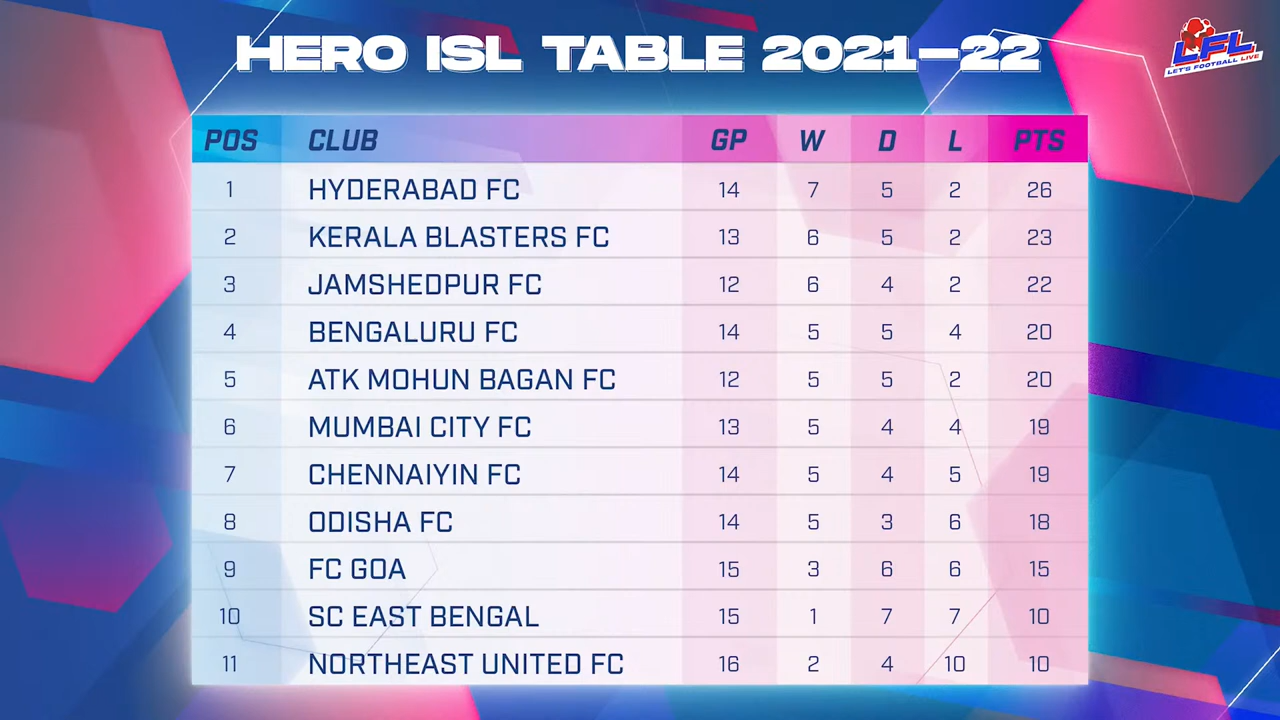 HERO ISL TABLE 2021-22
LFL
LET'S FOOTBALL LIVE
POS CLUB GP W D L PTS
1 HYDERABAD FC 14 7 5 2 26
2 KERALA BLASTERS FC 13 6 5 2 23
3 JAMSHEDPUR FC 12 6 4 2 22
4 BENGALURU FC 14 5 5 4 20
5 ATK MOHUN BAGAN FC 12 5 5 2 20
6 MUMBAI CITY FC 13 5 4 4 19
7 CHENNAIYIN FC 14 5 4 5 19
8 ODISHA FC 14 5 3 6 18
9 FC GOA 15 3 6 6 15
10 SC EAST BENGAL 15 1 7 7 10
11 NORTHEAST UNITED FC 16 2 4 10 10